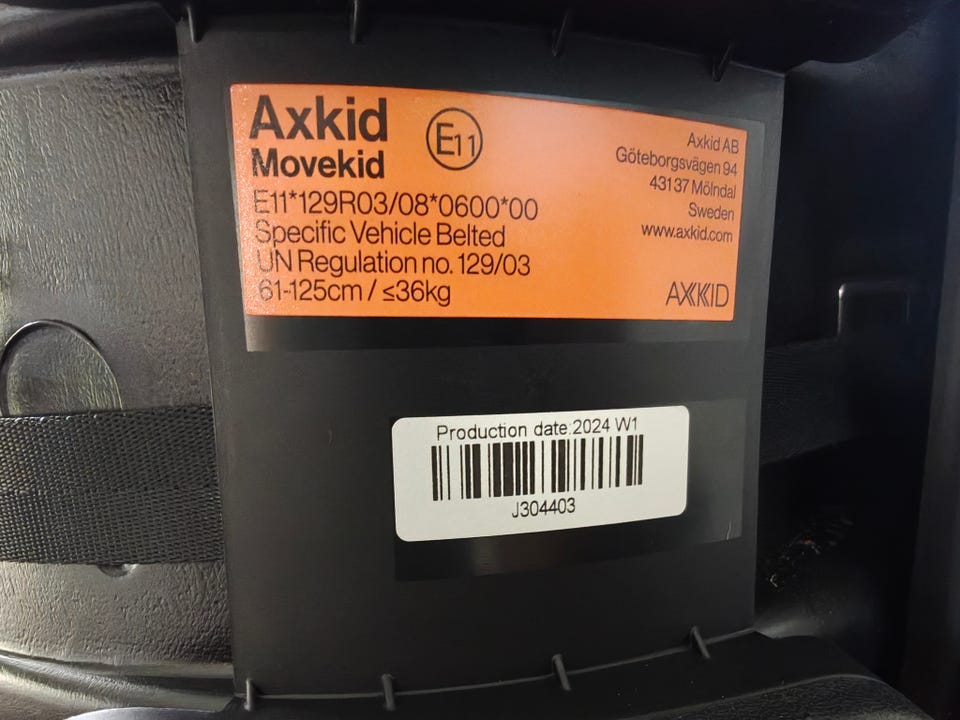 Axkid
Movekid
E11
E11*129R03/08*0600*00
Specific Vehicle Belted
UN Regulation no. 129/03
61-125cm / ≤36kg
Axkid AB
Göteborgsvägen 94
43137 Mölndal
Sweden
www.axkid.com
AXKID
Production date:2024 W1
J304403